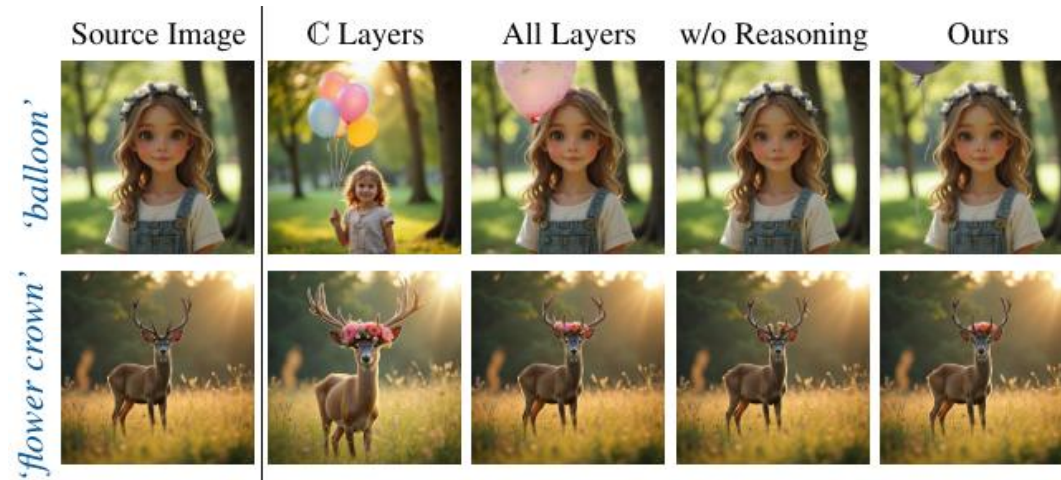 Source Image ℂ Layers All Layers w/o Reasoning Ours
‘balloon’
‘flower crown’